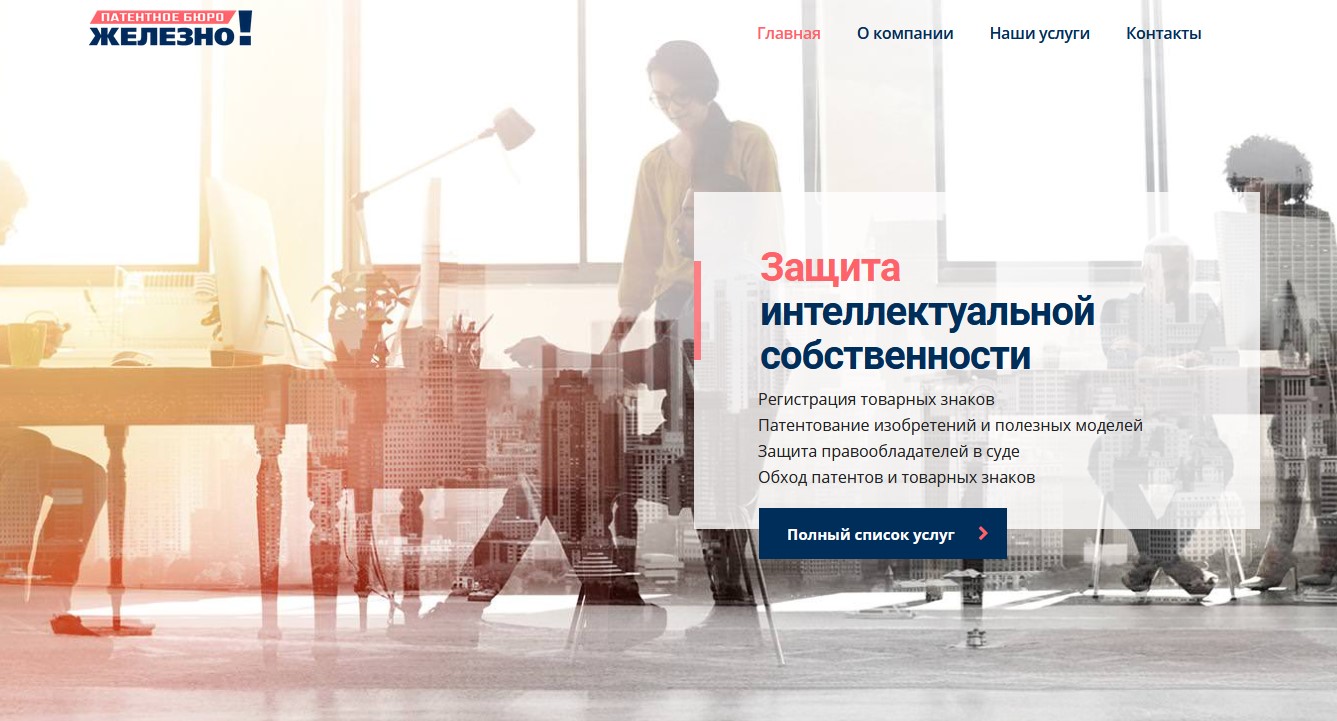 ПАТЕНТНОЕ БЮРО
ЖЕЛЕЗНО!
Главная О компании Наши услуги Контакты
Защита
интеллектуальной
собственности
Регистрация товарных знаков
Патентование изобретений и полезных моделей
Защита правообладателей в суде
Обход патентов и товарных знаков
Полный список услуг